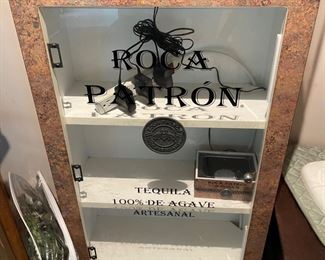 ROCA
PATRÓN
TEQUILA
100% DE AGAVE
ARTESANAL